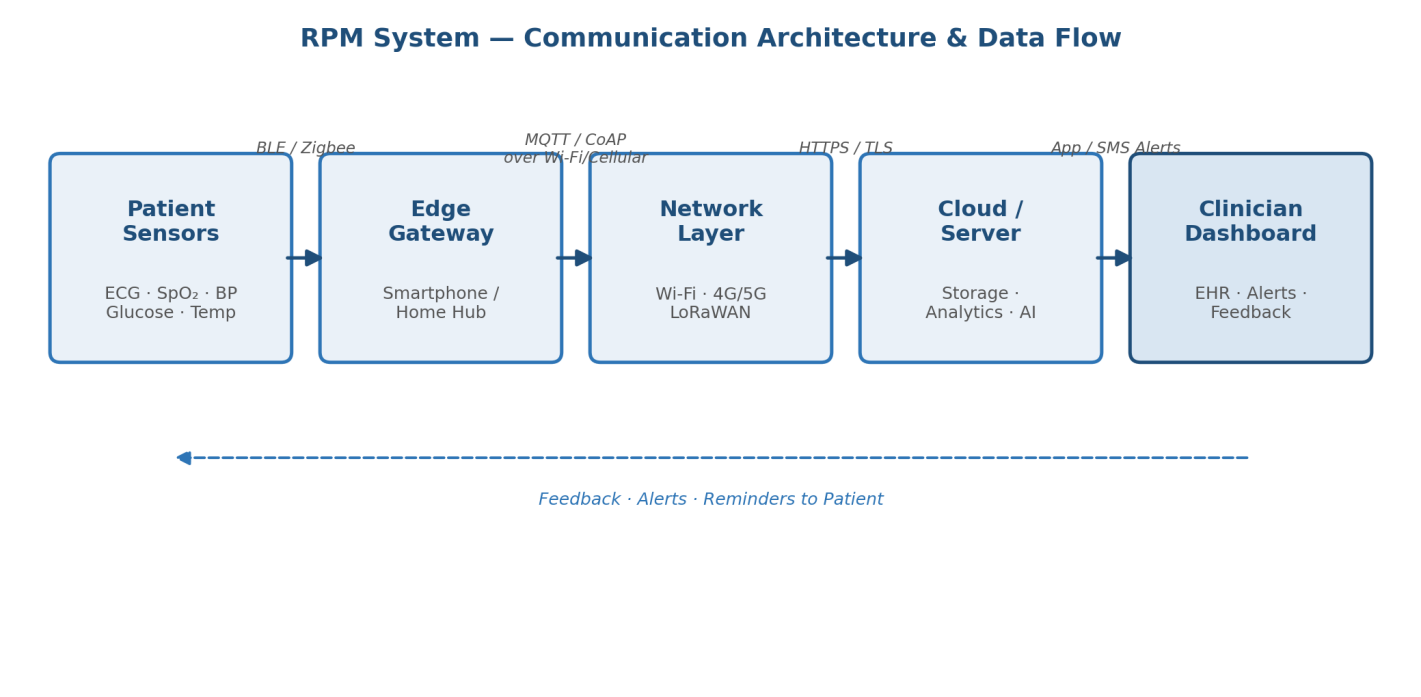 RPM System — Communication Architecture & Data Flow
BLE / Zigbee
MQTT / CoAP
over Wi-Fi/Cellular
HTTPS / TLS
App / SMS Alerts
Patient
Sensors
ECG · SpO₂ · BP
Glucose · Temp
Edge
Gateway
Smartphone /
Home Hub
Network
Layer
Wi-Fi · 4G/5G
LoRaWAN
Cloud /
Server
Storage ·
Analytics · AI
Clinician
Dashboard
EHR · Alerts ·
Feedback
Feedback · Alerts · Reminders to Patient